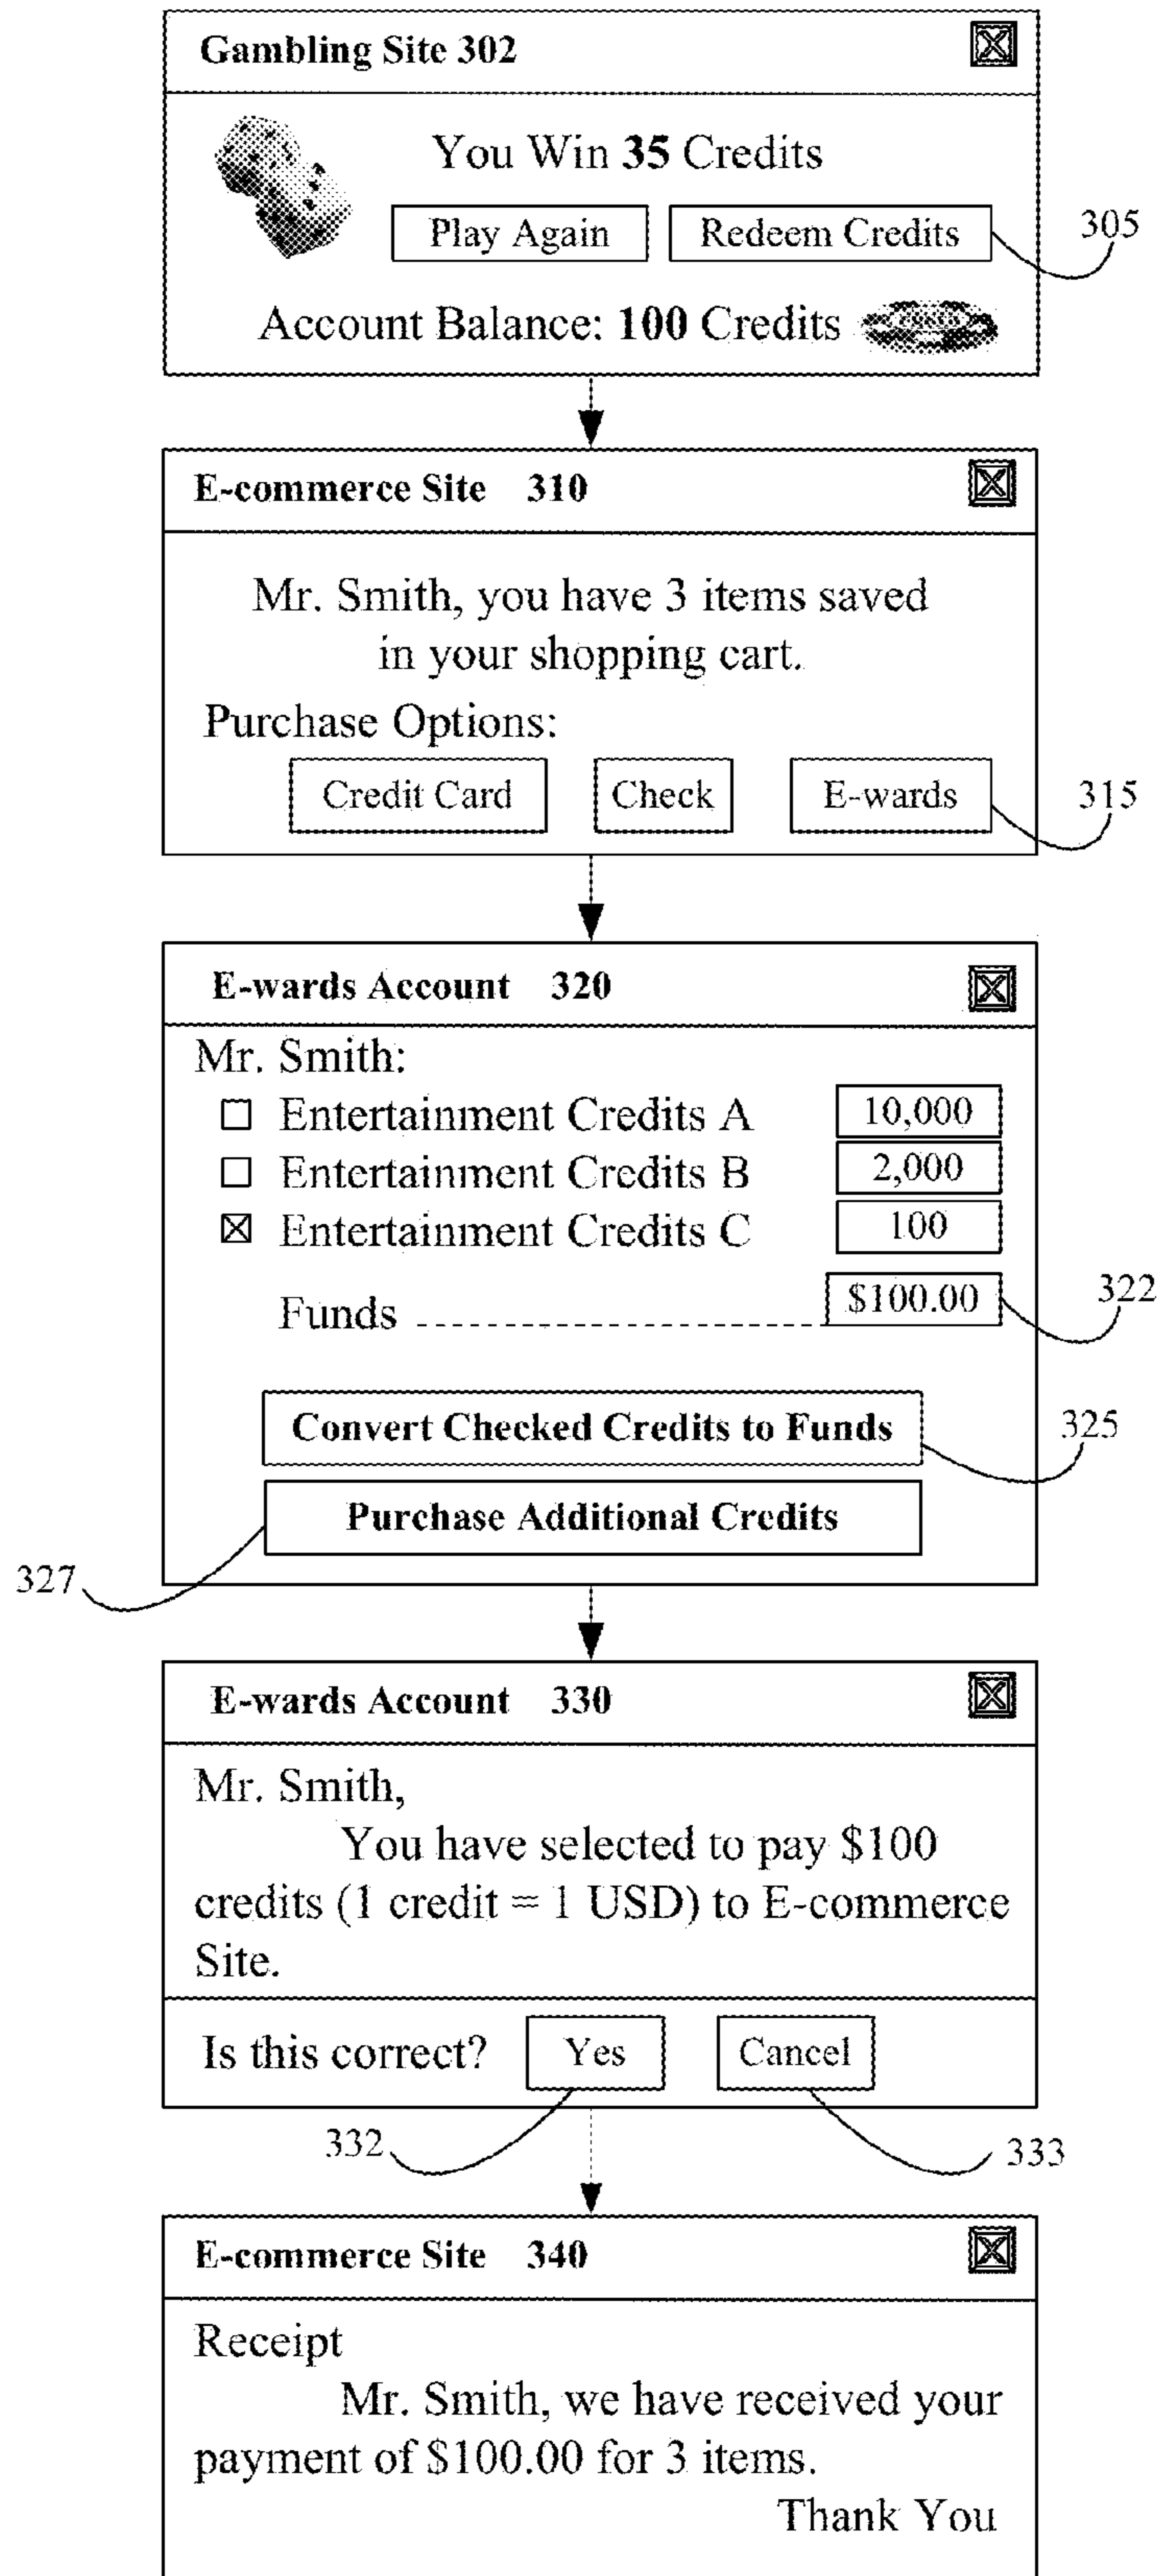 Gambling Site 302
You Win 35 Credits
Play Again Redeem Credits 305
Account Balance: 100 Credits
E-commerce Site 310
Mr. Smith, you have 3 items saved
in your shopping cart.
Purchase Options:
Credit Card Check E-wards 315
E-wards Account 320
Mr. Smith:
Entertainment Credits A 10,000
Entertainment Credits B 2,000
Entertainment Credits C 100
Funds $100.00 322
Convert Checked Credits to Funds 325
Purchase Additional Credits
327
E-wards Account 330
Mr. Smith,
You have selected to pay $100
credits (1 credit = 1 USD) to E-commerce
Site.
Is this correct? Yes Cancel
332 333
E-commerce Site 340
Receipt
Mr. Smith, we have received your
payment of $100.00 for 3 items.
Thank You